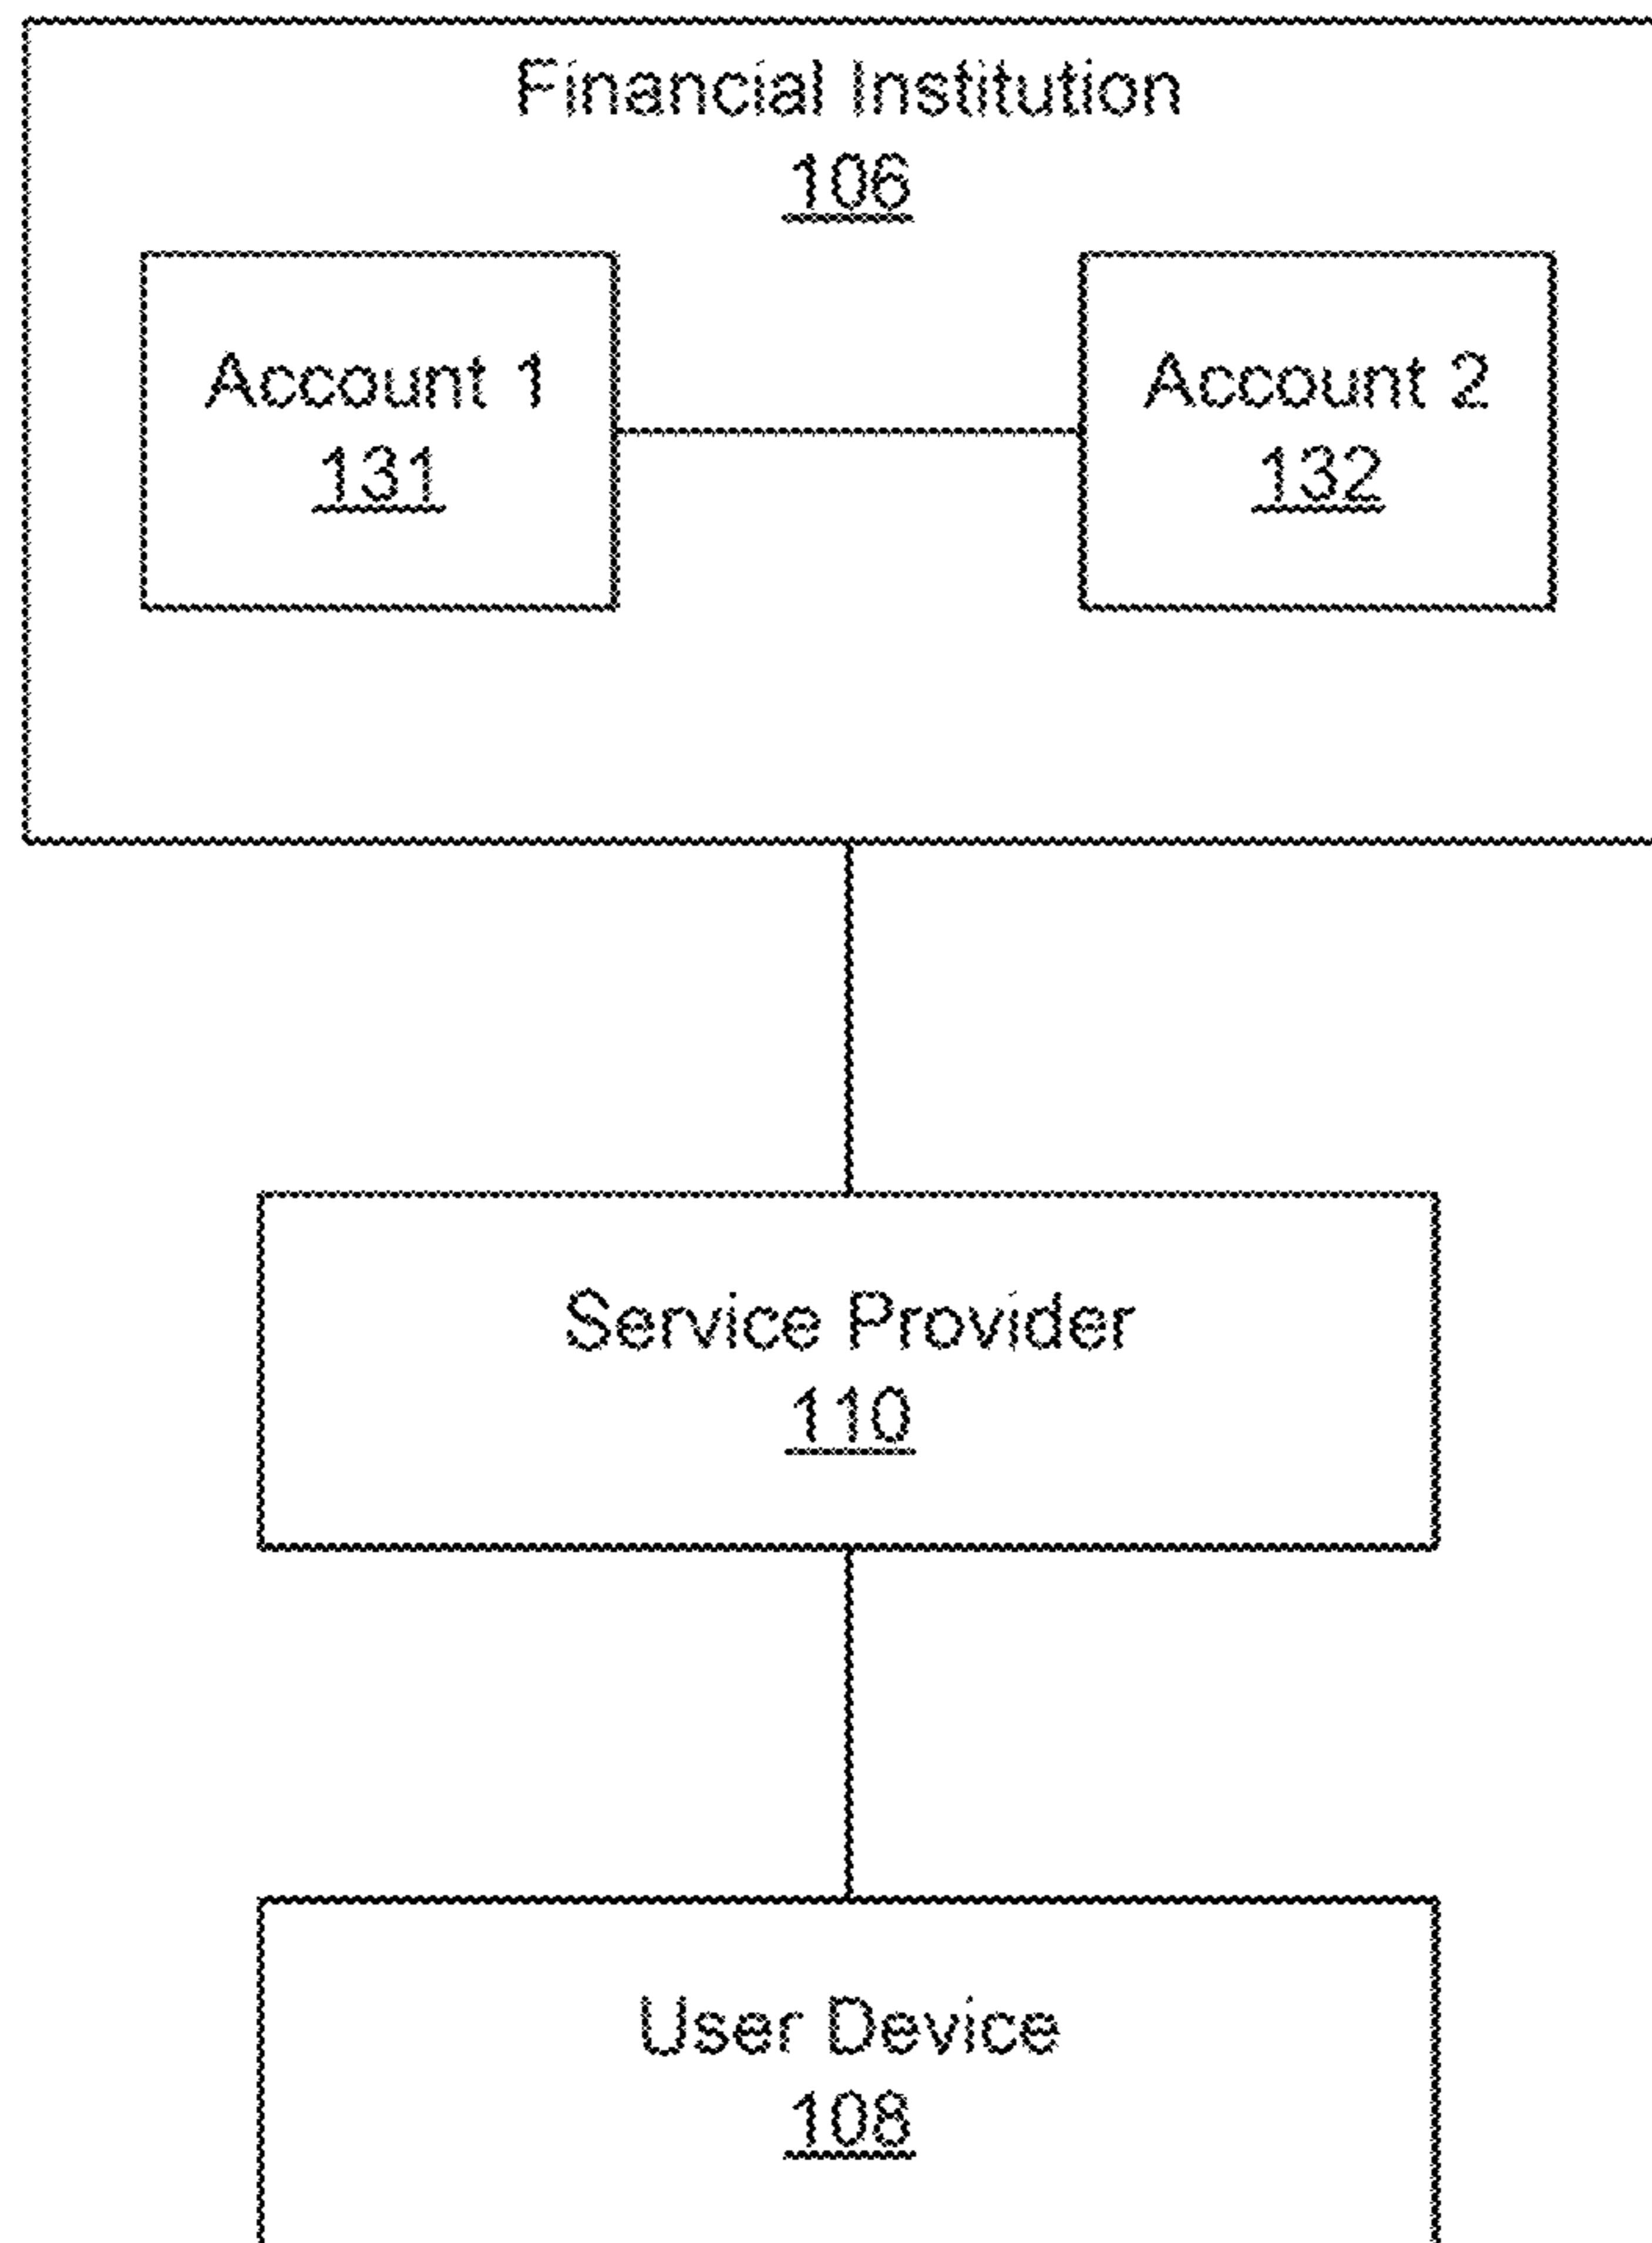 Financial Institution
106
Account 1
131
Account 2
132
Service Provider
110
User Device
108